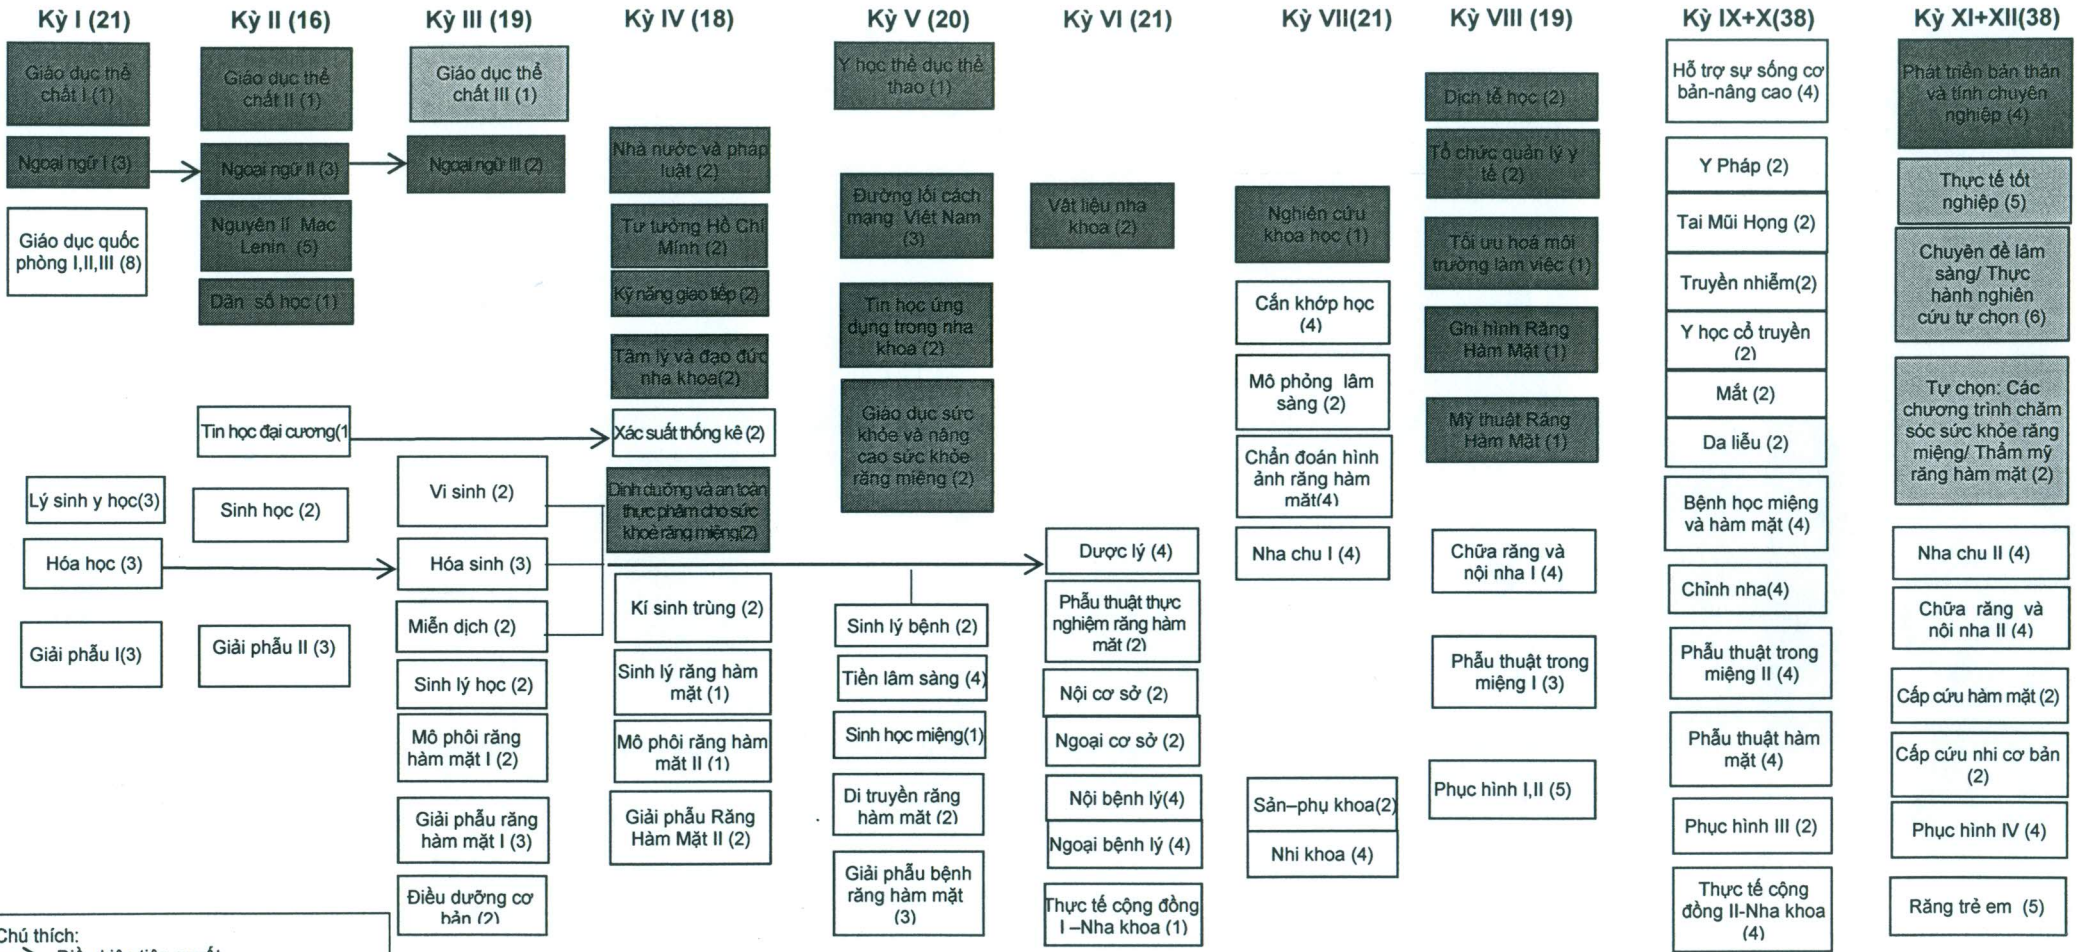 Kỳ I (21)
Kỳ II (16)
Kỳ III (19)
Kỳ IV (18)
Kỳ V (20)
Kỳ VI (21)
Kỳ VII(21)
Kỳ VIII (19)
Kỳ IX+X(38)
Kỳ XI+XII(38)
Giáo dục thể
chất I (1)
Ngoại ngữ I (3)
Giáo dục quốc
phòng I,II,III (8)
Lý sinh y học(3)
Hóa học (3)
Giải phẫu I(3)
Giáo dục thể
chất II (1)
Ngoại ngữ II (3)
Nguyên lí Mac
Lenin (5)
Dân số học (1)
Tin học đại cương(1
Sinh học (2)
Giải phẫu II (3)
Giáo dục thể
chất III (1)
Ngoại ngữ III (2)
Vi sinh (2)
Hóa sinh (3)
Miễn dịch (2)
Sinh lý học (2)
Mô phôi răng
hàm mặt I (2)
Giải phẫu răng
hàm mặt I (3)
Điều dưỡng cơ
bản (2)
Nhà nước và pháp
luật (2)
Tư tưởng Hồ Chí
Minh (2)
Kỹ năng giao tiếp (2)
Tâm lý và đạo đức
nha khoa(2)
Xác suất thống kê (2)
Dinh dưỡng và an toàn
thực phẩm cho sức
khoẻ răng miệng(2)
Kí sinh trùng (2)
Sinh lý răng hàm
mặt (1)
Mô phôi răng hàm
mặt II (1)
Giải phẫu Răng
Hàm Mặt II (2)
Y học thể dục thể
thao (1)
Đường lối cách
mạng Việt Nam
(3)
Tin học ứng
dụng trong nha
khoa (2)
Giáo dục sức
khỏe và nâng
cao sức khỏe
răng miệng (2)
Sinh lý bệnh (2)
Tiền lâm sàng (4)
Sinh học miệng(1)
Di truyền răng
hàm mặt (2)
Giải phẫu bệnh
răng hàm mặt
(3)
Vật liệu nha
khoa (2)
Dược lý (4)
Phẫu thuật thực
nghiệm răng hàm
mặt (2)
Nội cơ sở (2)
Ngoại cơ sở (2)
Nội bệnh lý(4)
Ngoại bệnh lý (4)
Thực tế cộng đồng
I –Nha khoa (1)
Nghiên cứu
khoa học (1)
Cắn khớp học
(4)
Mô phỏng lâm
sàng (2)
Chẩn đoán hình
ảnh răng hàm
mặt(4)
Nha chu I (4)
Sản–phụ khoa(2)
Nhi khoa (4)
Dịch tễ học (2)
Tổ chức quản lý y
tế (2)
Tối ưu hoá môi
trường làm việc (1)
Ghi hình Răng
Hàm Mặt (1)
Mỹ thuật Răng
Hàm Mặt (1)
Chữa răng và
nội nha I (4)
Phẫu thuật trong
miệng I (3)
Phục hình I,II (5)
Hỗ trợ sự sống cơ
bản-nâng cao (4)
Y Pháp (2)
Tai Mũi Họng (2)
Truyền nhiễm(2)
Y học cổ truyền
(2)
Mắt (2)
Da liễu (2)
Bệnh học miệng
và hàm mặt (4)
Chỉnh nha(4)
Phẫu thuật trong
miệng II (4)
Phẫu thuật hàm
mặt (4)
Phục hình III (2)
Thực tế cộng
đồng II-Nha khoa
(4)
Phát triển bản thân
và tính chuyên
nghiệp (4)
Thực tế tốt
nghiệp (5)
Chuyên đề lâm
sàng/ Thực
hành nghiên
cứu tự chọn (6)
Tự chọn: Các
chương trình chăm
sóc sức khỏe răng
miệng/ Thẩm mỹ
răng hàm mặt (2)
Nha chu II (4)
Chữa răng và
nội nha II (4)
Cấp cứu hàm mặt (2)
Cấp cứu nhi cơ bản
(2)
Phục hình IV (4)
Răng trẻ em (5)
Chú thích: